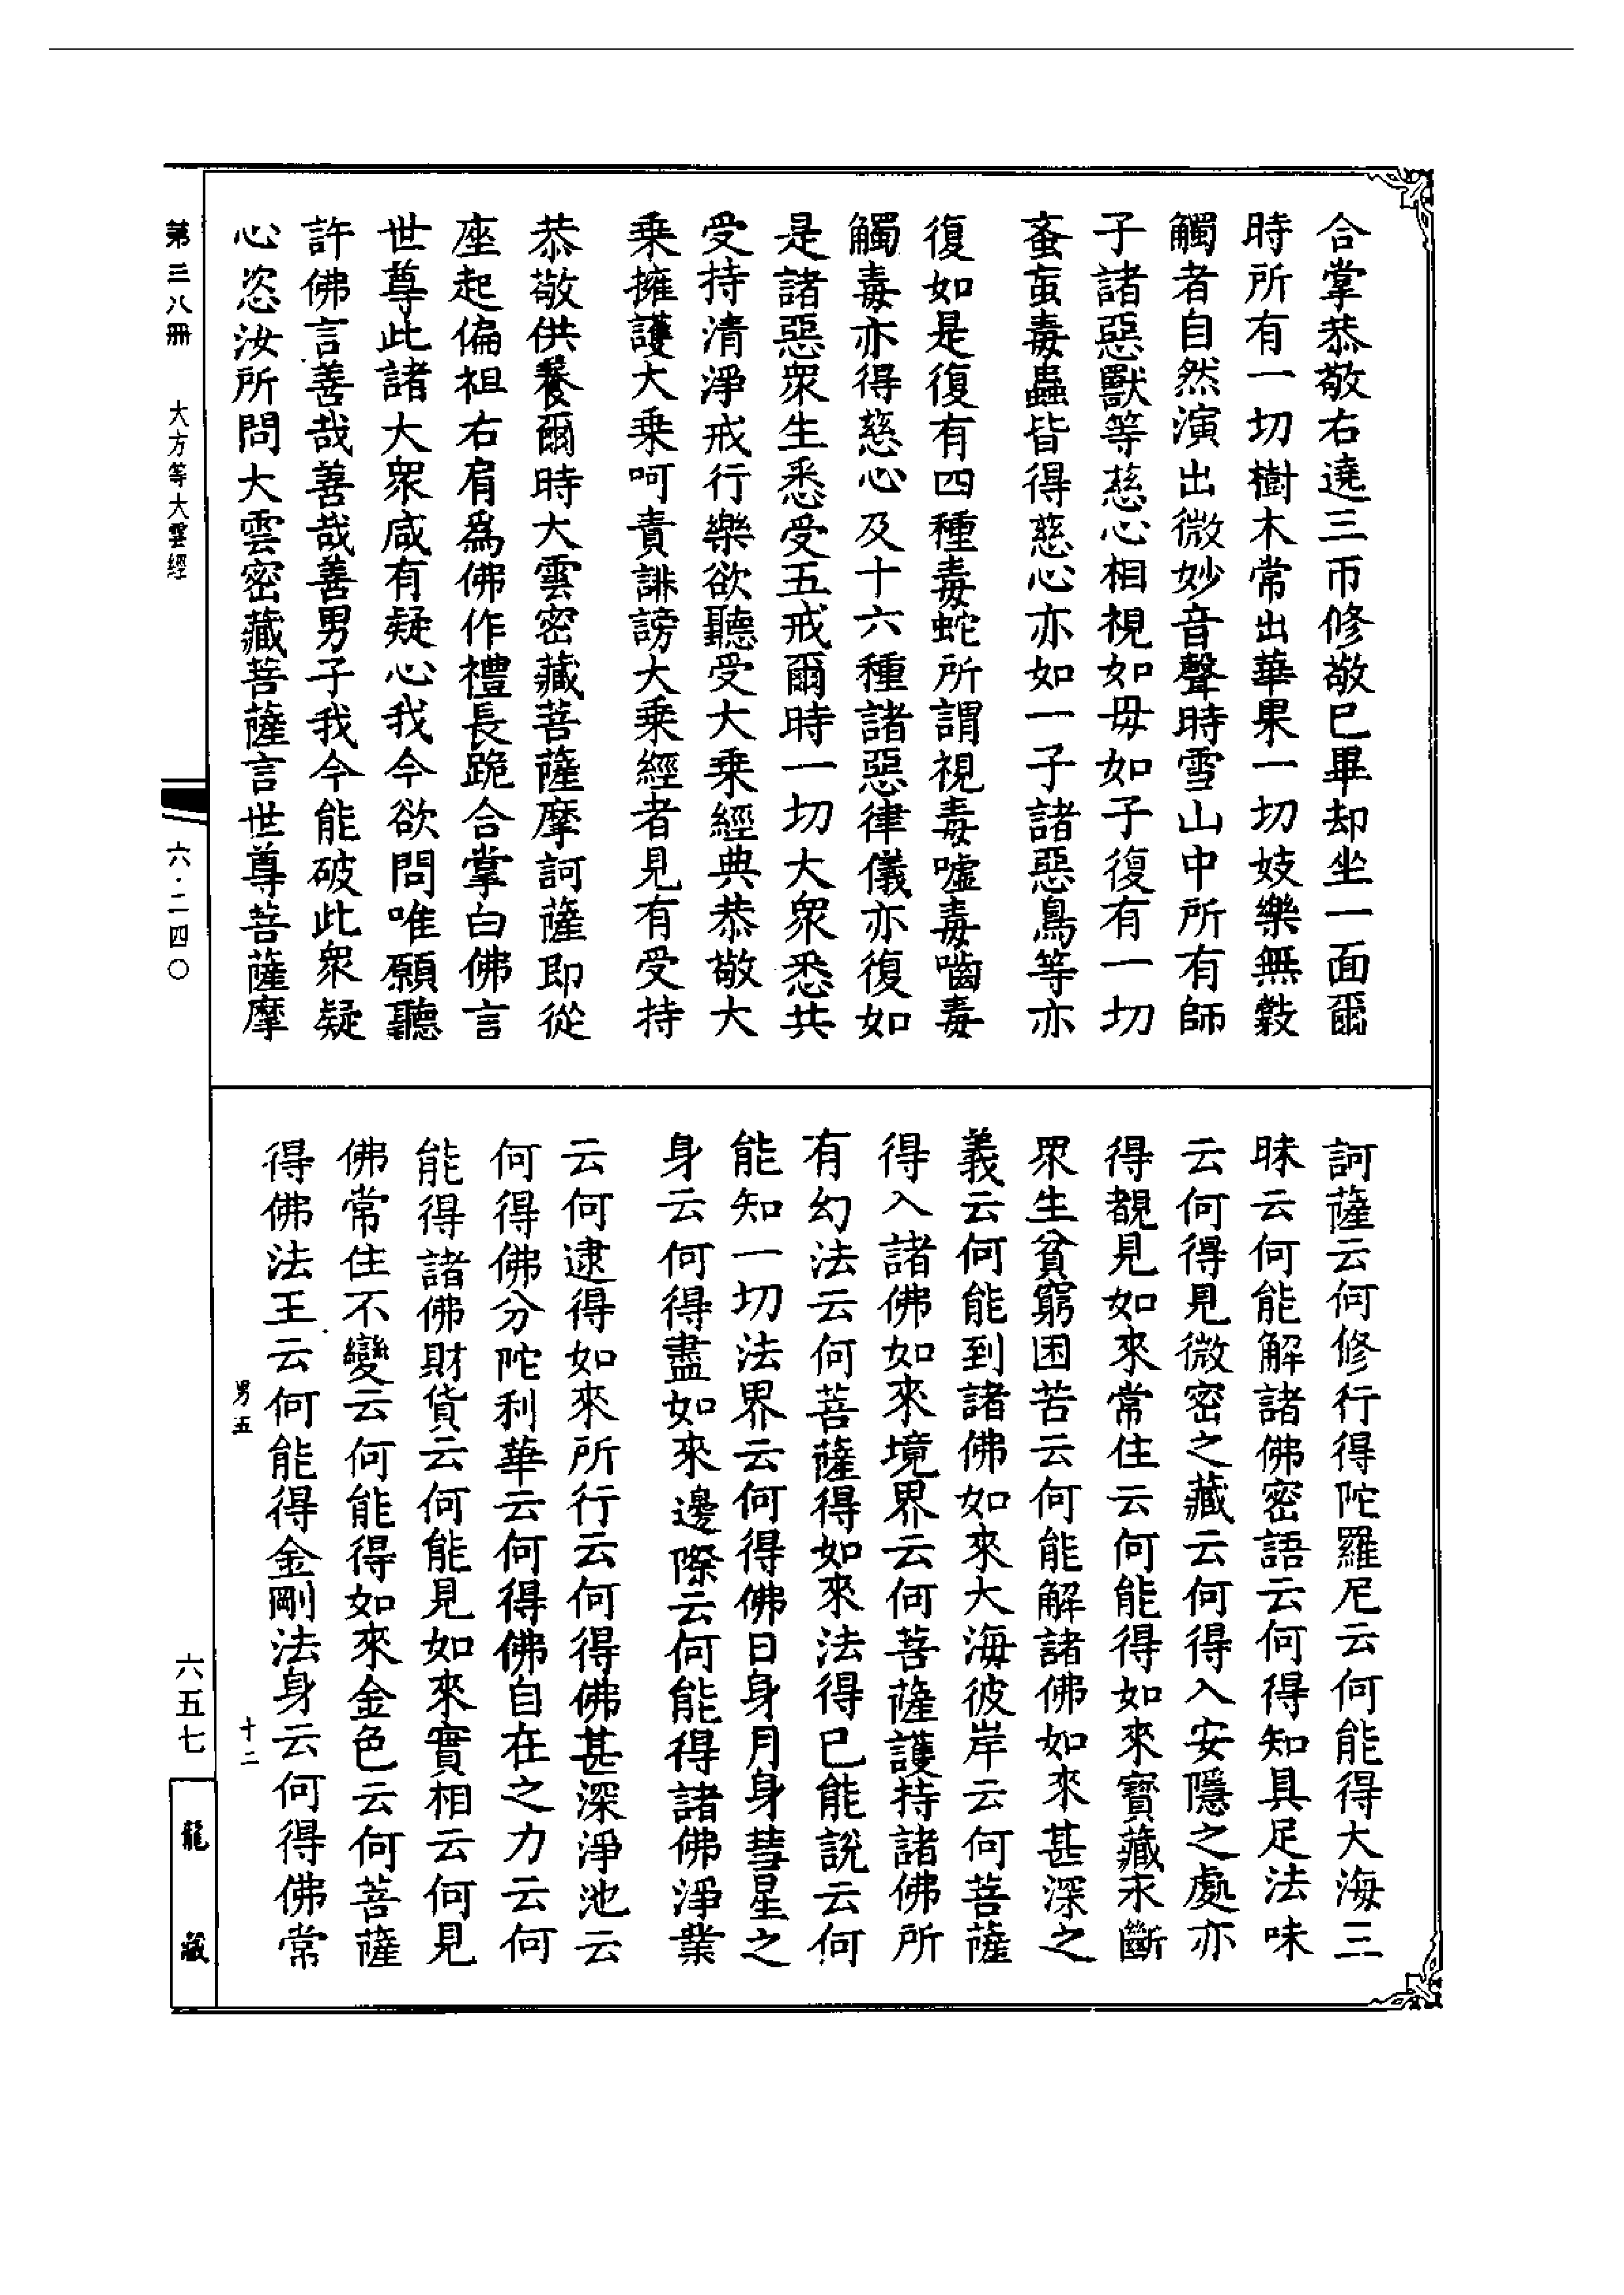 合掌恭敬右遶三帀修敬已畢却坐一面爾
時所有一切樹木常出華果一切妓樂無㪇
觸者自然演出微妙音聲時雪山中所有師
子諸惡獸等慈心相視如母如子復有一切
蚤䖟毒蟲皆得慈心亦如一子諸惡鳥等亦
復如是復有四種毒蛇所謂視毒噓毒嚙毒
觸毒亦得慈心及十六種諸惡律儀亦復如
是諸惡衆生悉受五戒爾時一切大衆悉共
受持清淨戒行樂欲聽受大乘經典恭敬大
乘擁護大乘呵責誹謗大乘經者見有受持
恭敬供養爾時大雲密藏菩薩摩訶薩即從
座起偏袒右肩爲佛作禮長跪合掌白佛言
世尊此諸大衆咸有疑心我今欲問唯願聽
許佛言善哉善哉善男子我今能破此衆疑
心恣汝所問大雲密藏菩薩言世尊菩薩摩
訶薩云何修行得陀羅尼云何能得大海三
昧云何能解諸佛密語云何得知具足法味
云何得見微密之藏云何得入安隱之處亦
得覩見如來常住云何能得如來寶藏永斷
眾生貧窮困苦云何能解諸佛如來甚深之
義云何能到諸佛如來大海彼岸云何菩薩
得入諸佛如來境界云何菩薩護持諸佛所
有幻法云何菩薩得如來法得已能說云何
能知一切法界云何得佛日身月身彗星之
身云何得盡如來邊際云何能得諸佛淨業
云何逮得如來所行云何得佛甚深淨池云
何得佛分陀利華云何得佛自在之力云何
能得諸佛財貨云何能見如來實相云何見
佛常住不變云何能得如來金色云何菩薩
得佛法王云何能得金剛法身云何得佛常
男五
十二
第三八冊
大方等大雲經
六·二四〇
六五七
龍藏